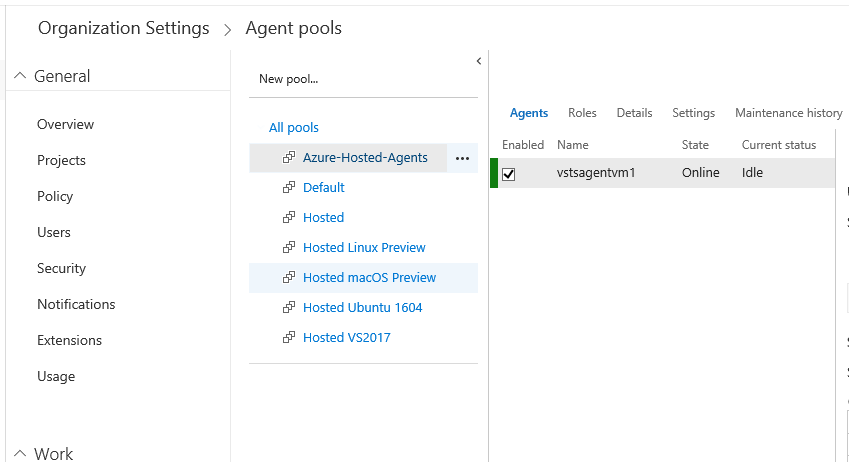 Organization Settings > Agent pools
General
Overview
Projects
Policy
Users
Security
Notifications
Extensions
Usage
Work
New pool...
All pools
Azure-Hosted-Agents
Default
Hosted
Hosted Linux Preview
Hosted macOS Preview
Hosted Ubuntu 1604
Hosted VS2017
Agents Roles Details Settings Maintenance history
Enabled Name State Current status
vstsagentvm1 Online Idle